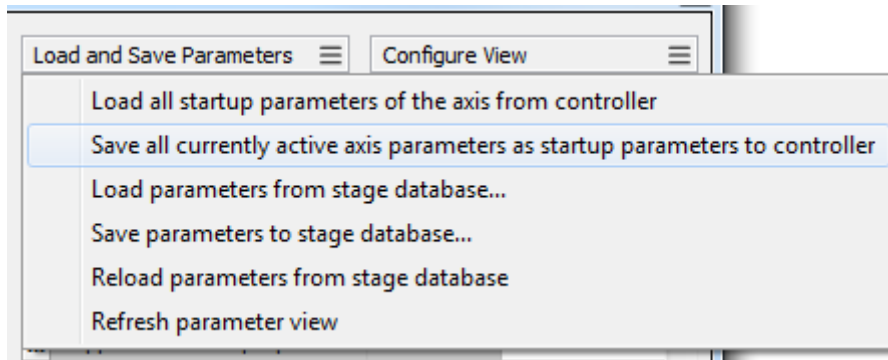 Load and Save Parameters
Configure View
Load all startup parameters of the axis from controller
Save all currently active axis parameters as startup parameters to controller
Load parameters from stage database...
Save parameters to stage database...
Reload parameters from stage database
Refresh parameter view